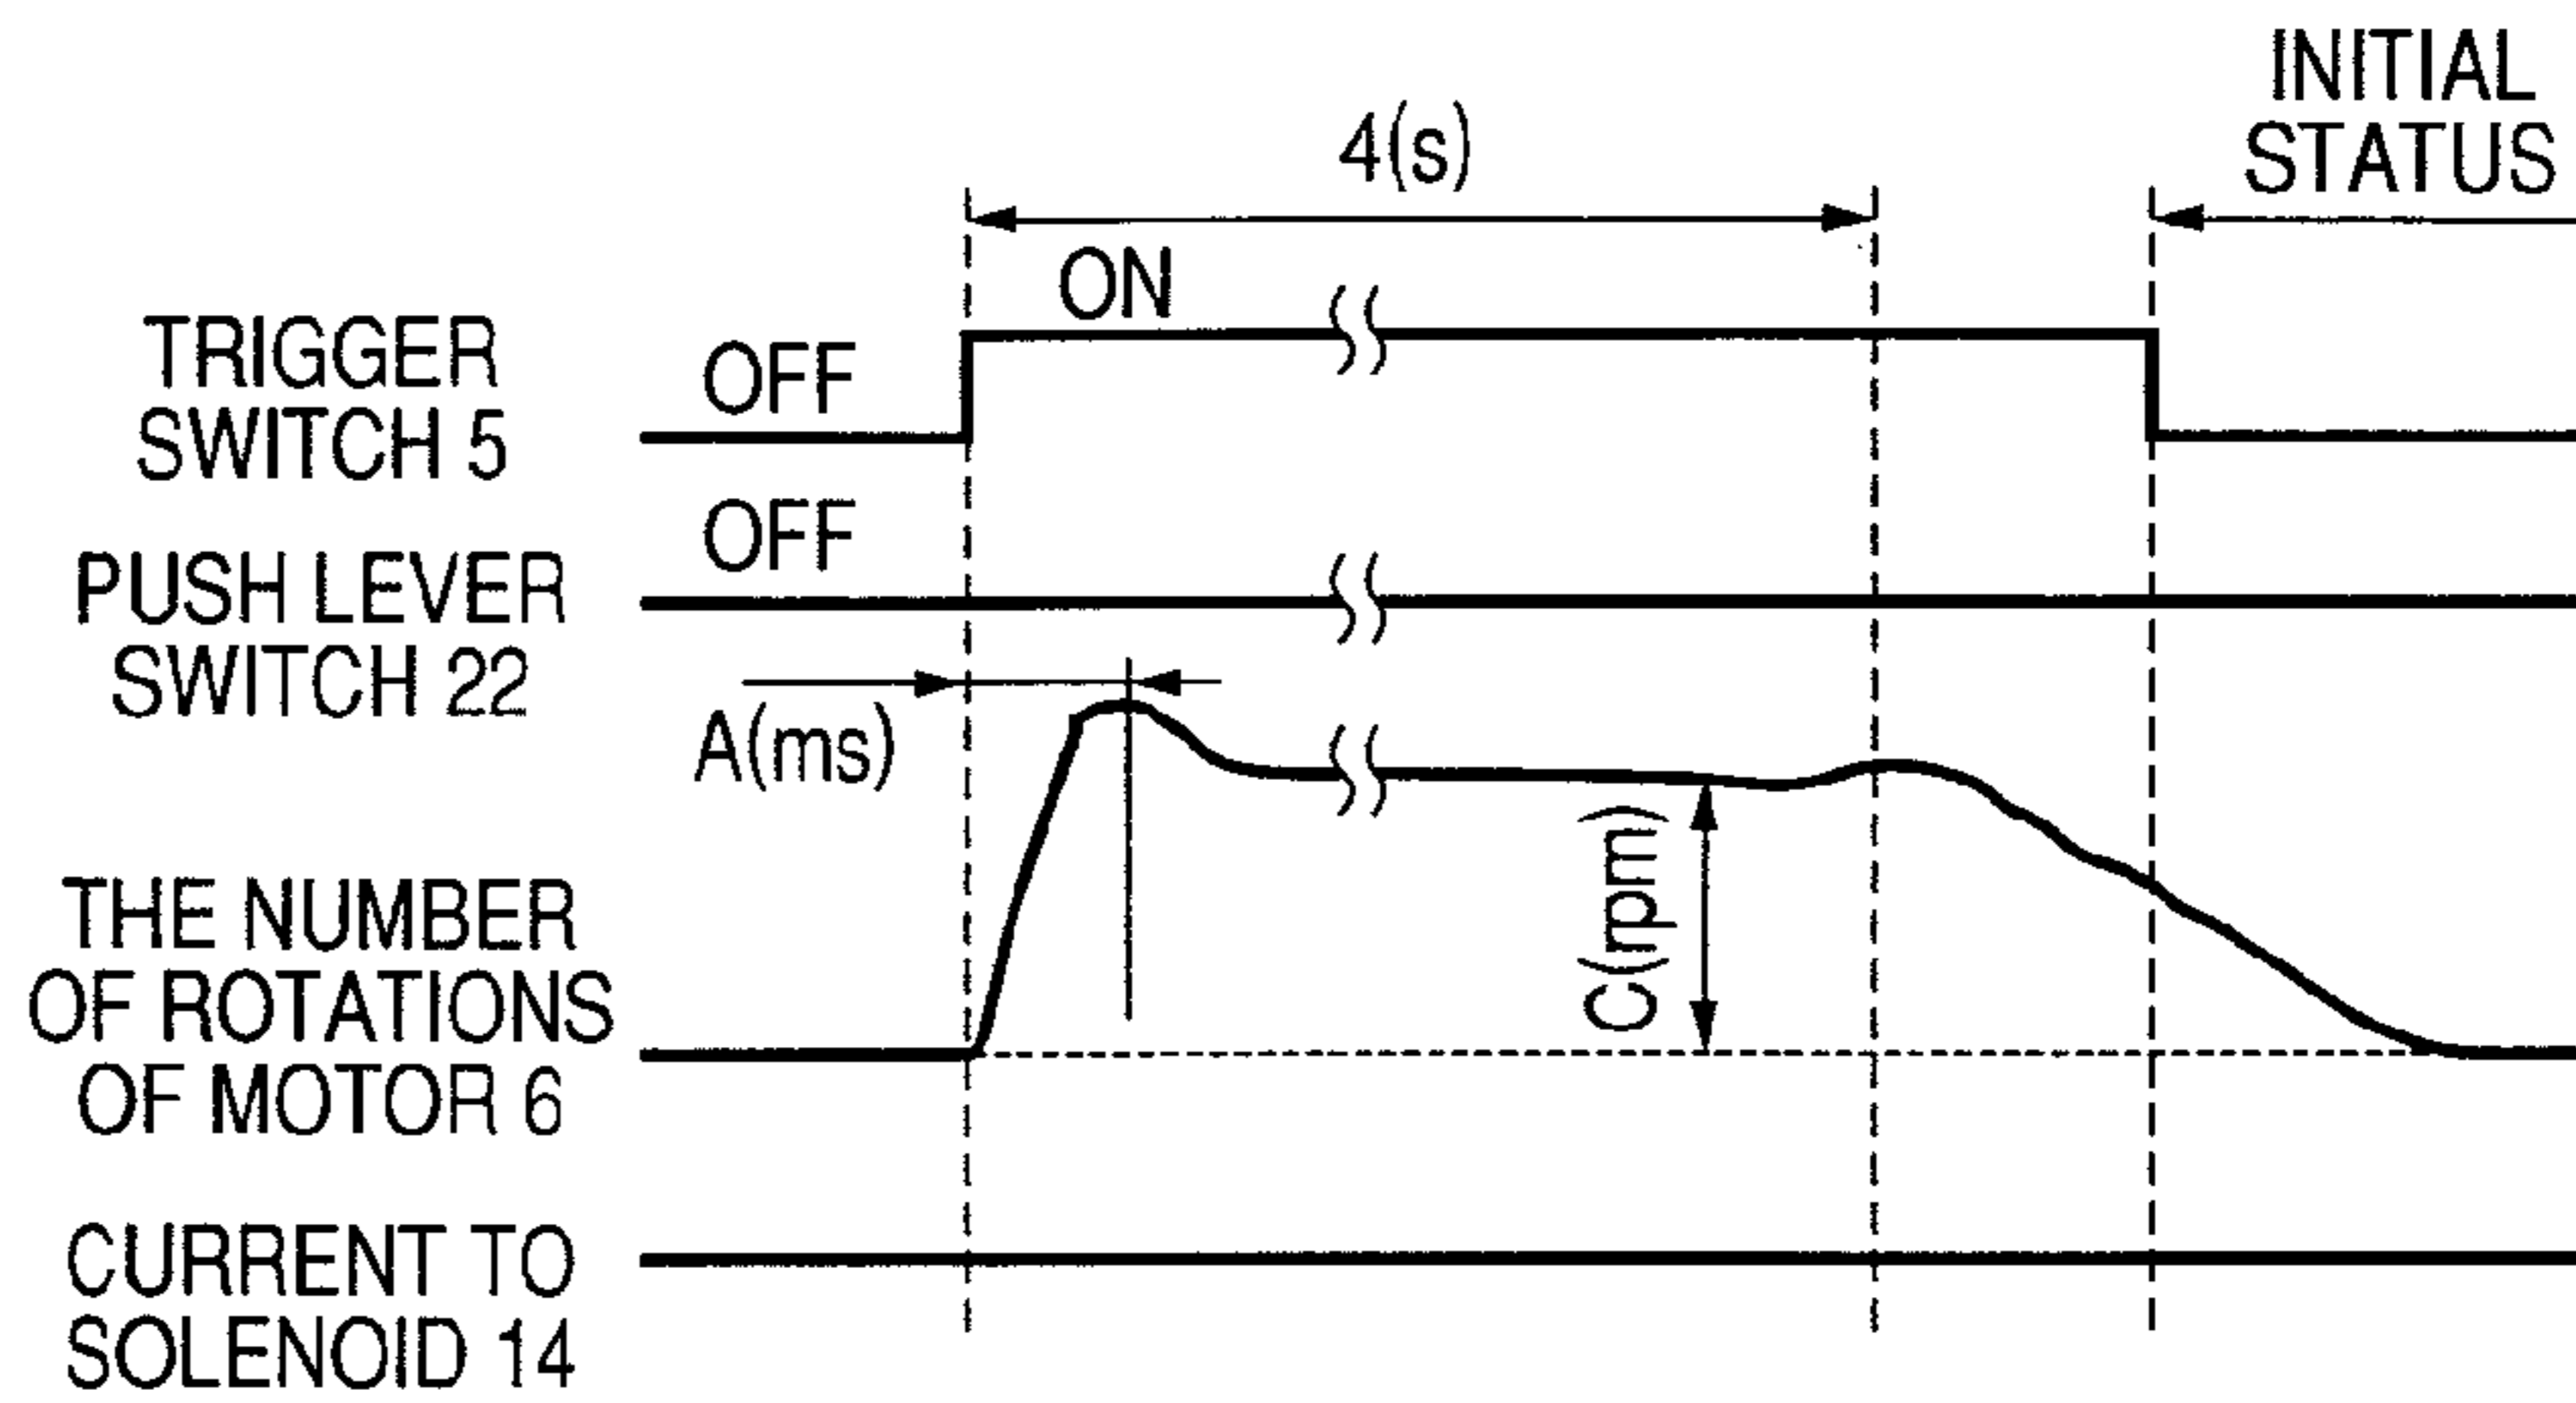 INITIAL
STATUS
4(s)
ON
TRIGGER
SWITCH 5
OFF
OFF
PUSH LEVER
SWITCH 22
A(ms)
C(rpm)
THE NUMBER
OF ROTATIONS
OF MOTOR 6
CURRENT TO
SOLENOID 14